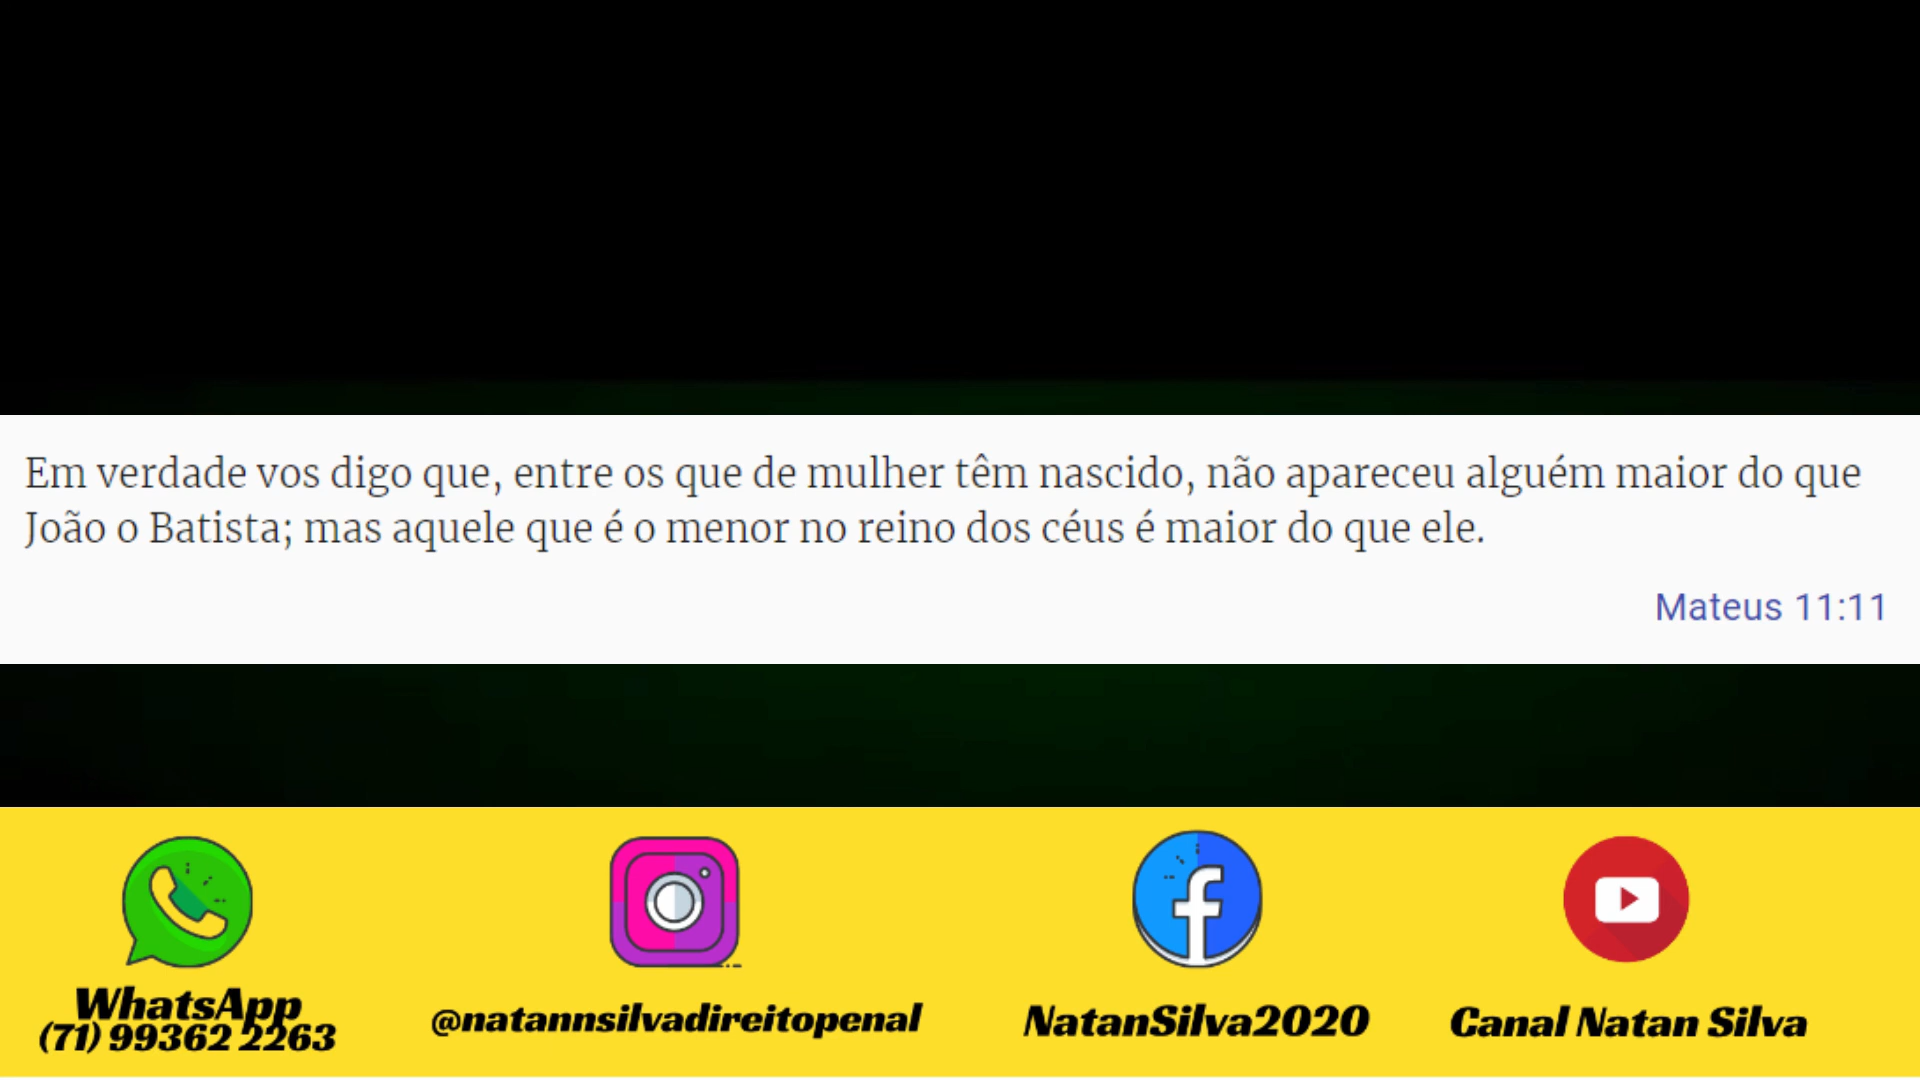 Em verdade vos digo que, entre os que de mulher têm nascido, não apareceu alguém maior do que
João o Batista; mas aquele que é o menor no reino dos céus é maior do que ele.
Mateus 11:11
WhatsApp
(71) 99362 2263
@natannsilvadireitopenal
NatanSilva2020
Canal Natan Silva